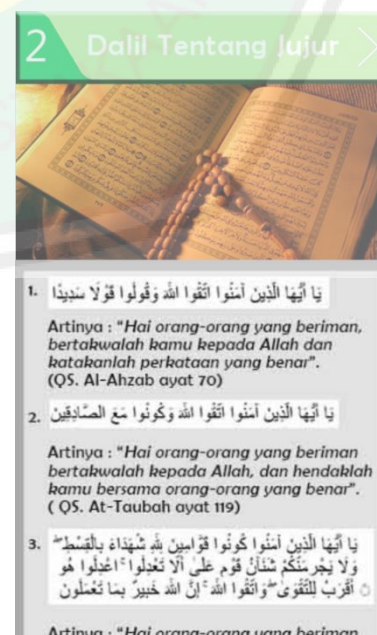 2 Dalil Tentang Jujur
1. يَا أَيُّهَا الَّذِينَ آمَنُوا اتَّقُوا اللَّهَ وَقُولُوا قَوْلًا سَدِيدًا
Artinya : "Hai orang-orang yang beriman,
bertakwalah kamu kepada Allah dan
katakanlah perkataan yang benar".
(QS. Al-Ahzab ayat 70)
2. يَا أَيُّهَا الَّذِينَ آمَنُوا اتَّقُوا اللَّهَ وَكُونُوا مَعَ الصَّادِقِينَ
Artinya : "Hai orang-orang yang beriman
bertakwalah kepada Allah, dan hendaklah
kamu bersama orang-orang yang benar".
( QS. At-Taubah ayat 119)
3. يَا أَيُّهَا الَّذِينَ آمَنُوا كُونُوا قَوَّامِينَ لِلَّهِ شُهَدَاءَ بِالْقِسْطِ ۖ
وَلَا يَجْرِمَنَّكُمْ شَنَآنُ قَوْمٍ عَلَىٰ أَلَّا تَعْدِلُوا ۚ اعْدِلُوا هُوَ
أَقْرَبُ لِلتَّقْوَىٰ ۖ وَاتَّقُوا اللَّهَ ۚ إِنَّ اللَّهَ خَبِيرٌ بِمَا تَعْمَلُونَ
Artinya : "Hai orang-orang yang beriman